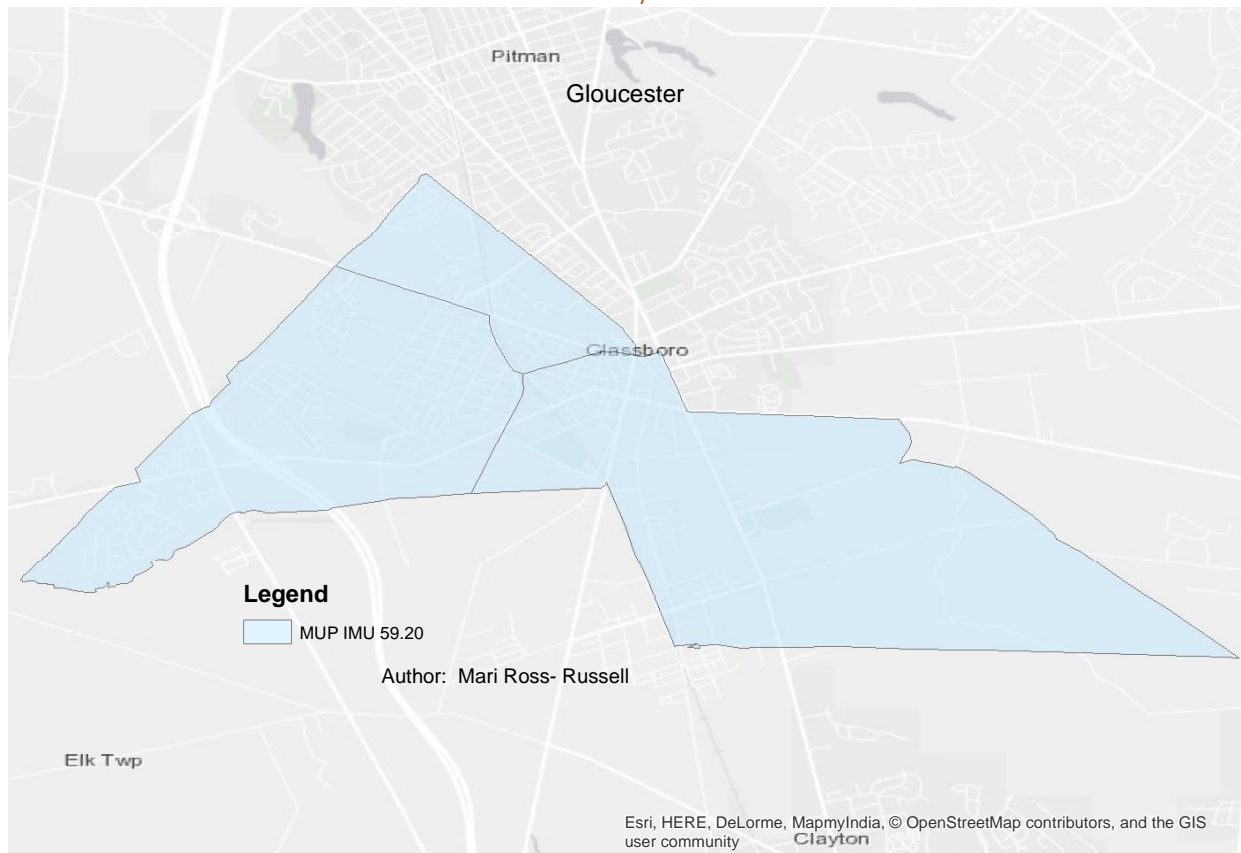 Pitman
Gloucester
Glassboro
Legend
MUP IMU 59.20
Author: Mari Ross- Russell
Elk Twp
Esri, HERE, DeLorme, MapmyIndia, © OpenStreetMap contributors, and the GIS
user community
Clayton